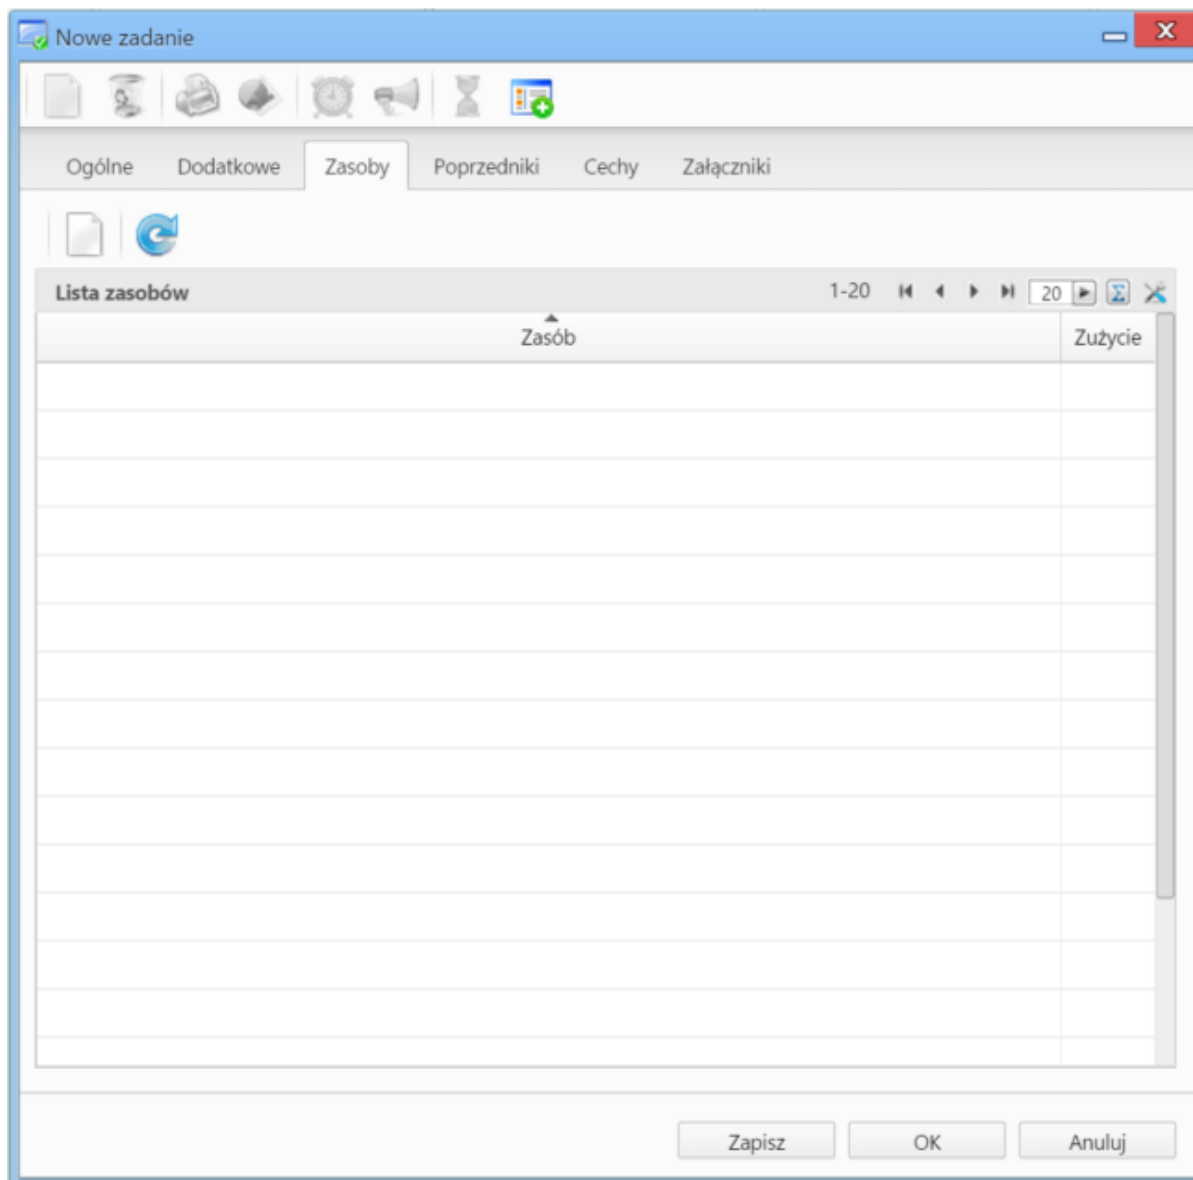 Nowe zadanie
Ogólne Dodatkowe Zasoby Poprzedniki Cechy Załączniki
Lista zasobów 1-20 20 Σ
Zasób Zużycie
Zapisz OK Anuluj